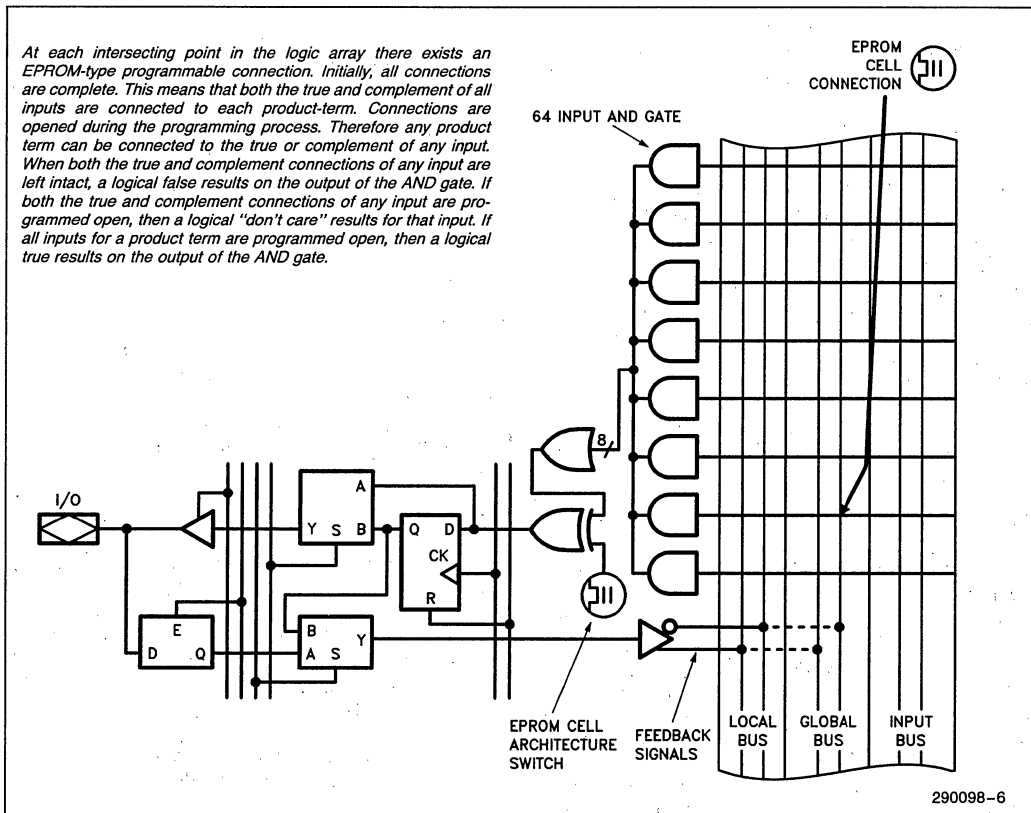 At each intersecting point in the logic array there exists an
EPROM-type programmable connection. Initially, all connections
are complete. This means that both the true and complement of all
inputs are connected to each product-term. Connections are
opened during the programming process. Therefore any product
term can be connected to the true or complement of any input.
When both the true and complement connections of any input are
left intact, a logical false results on the output of the AND gate. If
both the true and complement connections of any input are pro-
grammed open, then a logical "don't care" results for that input. If
all inputs for a product term are programmed open, then a logical
true results on the output of the AND gate.
EPROM
CELL
CONNECTION
64 INPUT AND GATE
8
I/O
A
Y S B
Q D
CK
R
E
D Q
B
A S
Y
EPROM CELL
ARCHITECTURE
SWITCH
FEEDBACK
SIGNALS
LOCAL
BUS
GLOBAL
BUS
INPUT
BUS
290098-6